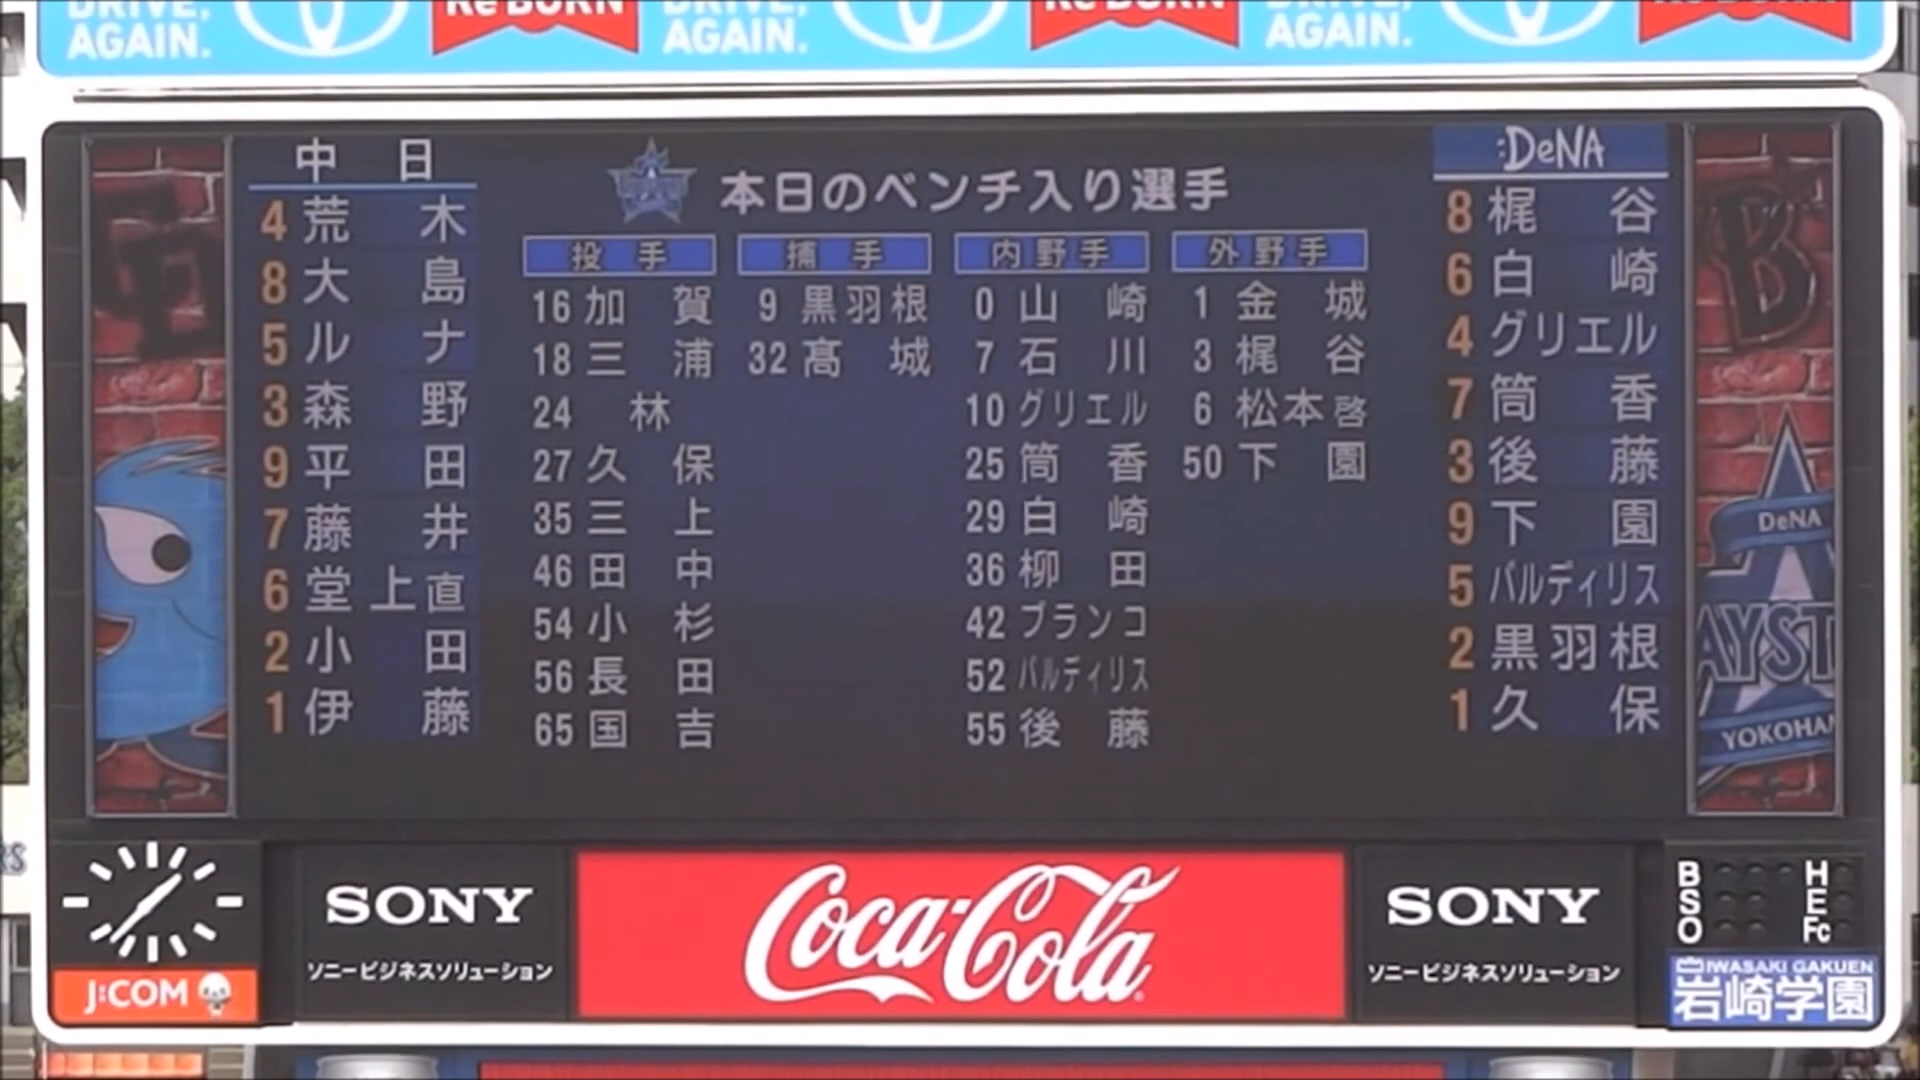 DRIVE, AGAIN. ReBORN DRIVE, AGAIN. ReBORN DRIVE, AGAIN. ReBORN
中日
4 荒木
8 大島
5 ルナ
3 森野
9 平田
7 藤井
6 堂上直
2 小田
1 伊藤
本日のベンチ入り選手
投手
16 加賀
18 三浦
24 林
27 久保
35 三上
46 田中
54 小杉
56 長田
65 国吉
捕手
9 黒羽根
32 髙城
内野手
0 山崎
7 石川
10 グリエル
25 筒香
29 白崎
36 柳田
42 ブランコ
52 バルディリス
55 後藤
外野手
1 金城
3 梶谷
6 松本啓
50 下園
:DeNA
8 梶谷
6 白崎
4 グリエル
7 筒香
3 後藤
9 下園
5 バルディリス
2 黒羽根
1 久保
B
DeNA
AYST
YOKOHA
J:COM
SONY
ソニービジネスソリューション
Coca-Cola
SONY
ソニービジネスソリューション
B H
S E
O Fc
IWASAKI GAKUEN
岩崎学園